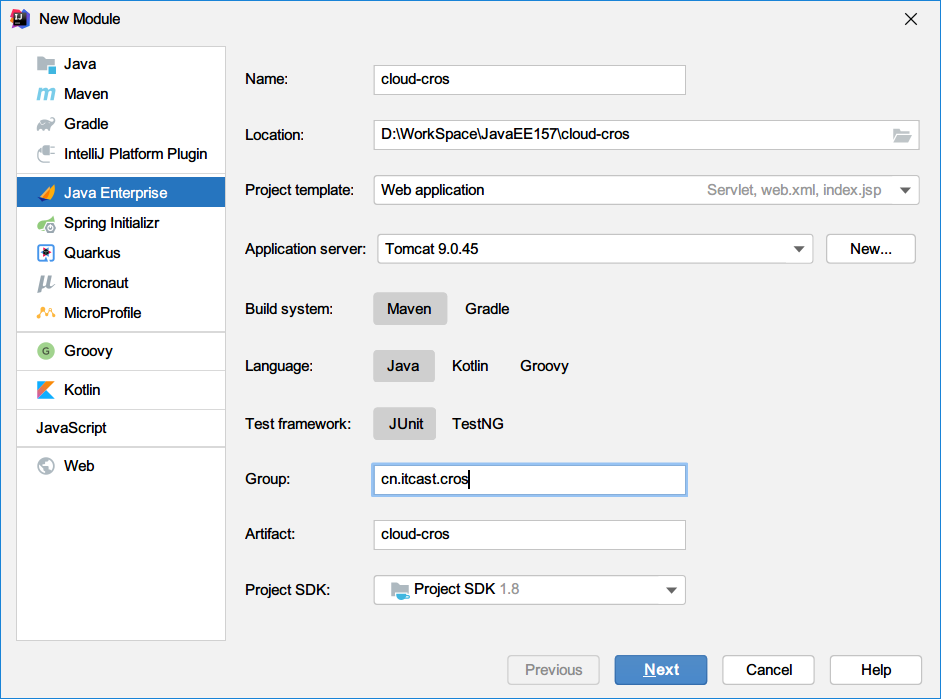 New Module
Java
Maven
Gradle
IntelliJ Platform Plugin
Java Enterprise
Spring Initializr
Quarkus
Micronaut
MicroProfile
Groovy
Kotlin
JavaScript
Web
Name: cloud-cros
Location: D:\WorkSpace\JavaEE157\cloud-cros
Project template: Web application Servlet, web.xml, index.jsp
Application server: Tomcat 9.0.45 New...
Build system: Maven Gradle
Language: Java Kotlin Groovy
Test framework: JUnit TestNG
Group: cn.itcast.cros
Artifact: cloud-cros
Project SDK: Project SDK 1.8
Previous Next Cancel Help